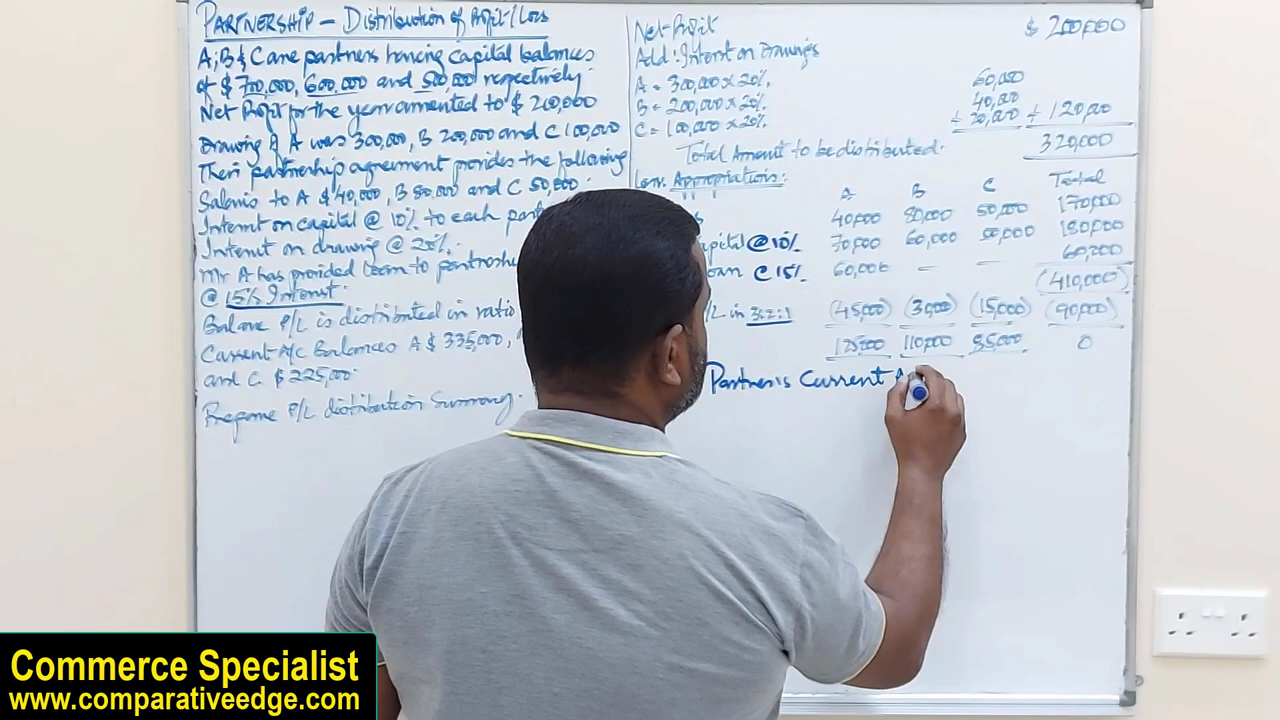 PARTNERSHIP - Distribution of Profit/Loss
A, B & C are partners having capital balances
of $ 700,000, 600,000 and 500,000 respectively.
Net Profit for the year amounted to $ 200,000
Drawing of A was 300,000, B 200,000 and C 100,000
Their partnership agreement provides the following
Salaries to A $ 40,000, B 80,000 and C 50,000.
Interest on capital @ 10% to each
Interest on drawing @ 20%.
Mr A has provided loan to
@ 15% Interest.
Balance P/L is distributed in ratio
Current A/C Balances A $ 335,000,
and C $ 225,000.
Prepare P/L distribution Summary.
Net Profit $ 200,000
Add: Interest on Drawings
A = 300,000 x 20%. 60,000
B = 200,000 x 20%. 40,000
C = 100,000 x 20%. + 20,000 + 120,000
Total Amount to be distributed. 320,000
Less: Appropriations:
A B C Total
40,000 80,000 50,000 170,000
@ 10% 70,000 60,000 50,000 180,000
@ 15% 60,000 - - 60,000
(410,000)
P/L in 3:2:1 (45,000) (30,000) (15,000) (90,000)
125,000 110,000 85,000 0
Partner's Current
Commerce Specialist
www.comparativeedge.com